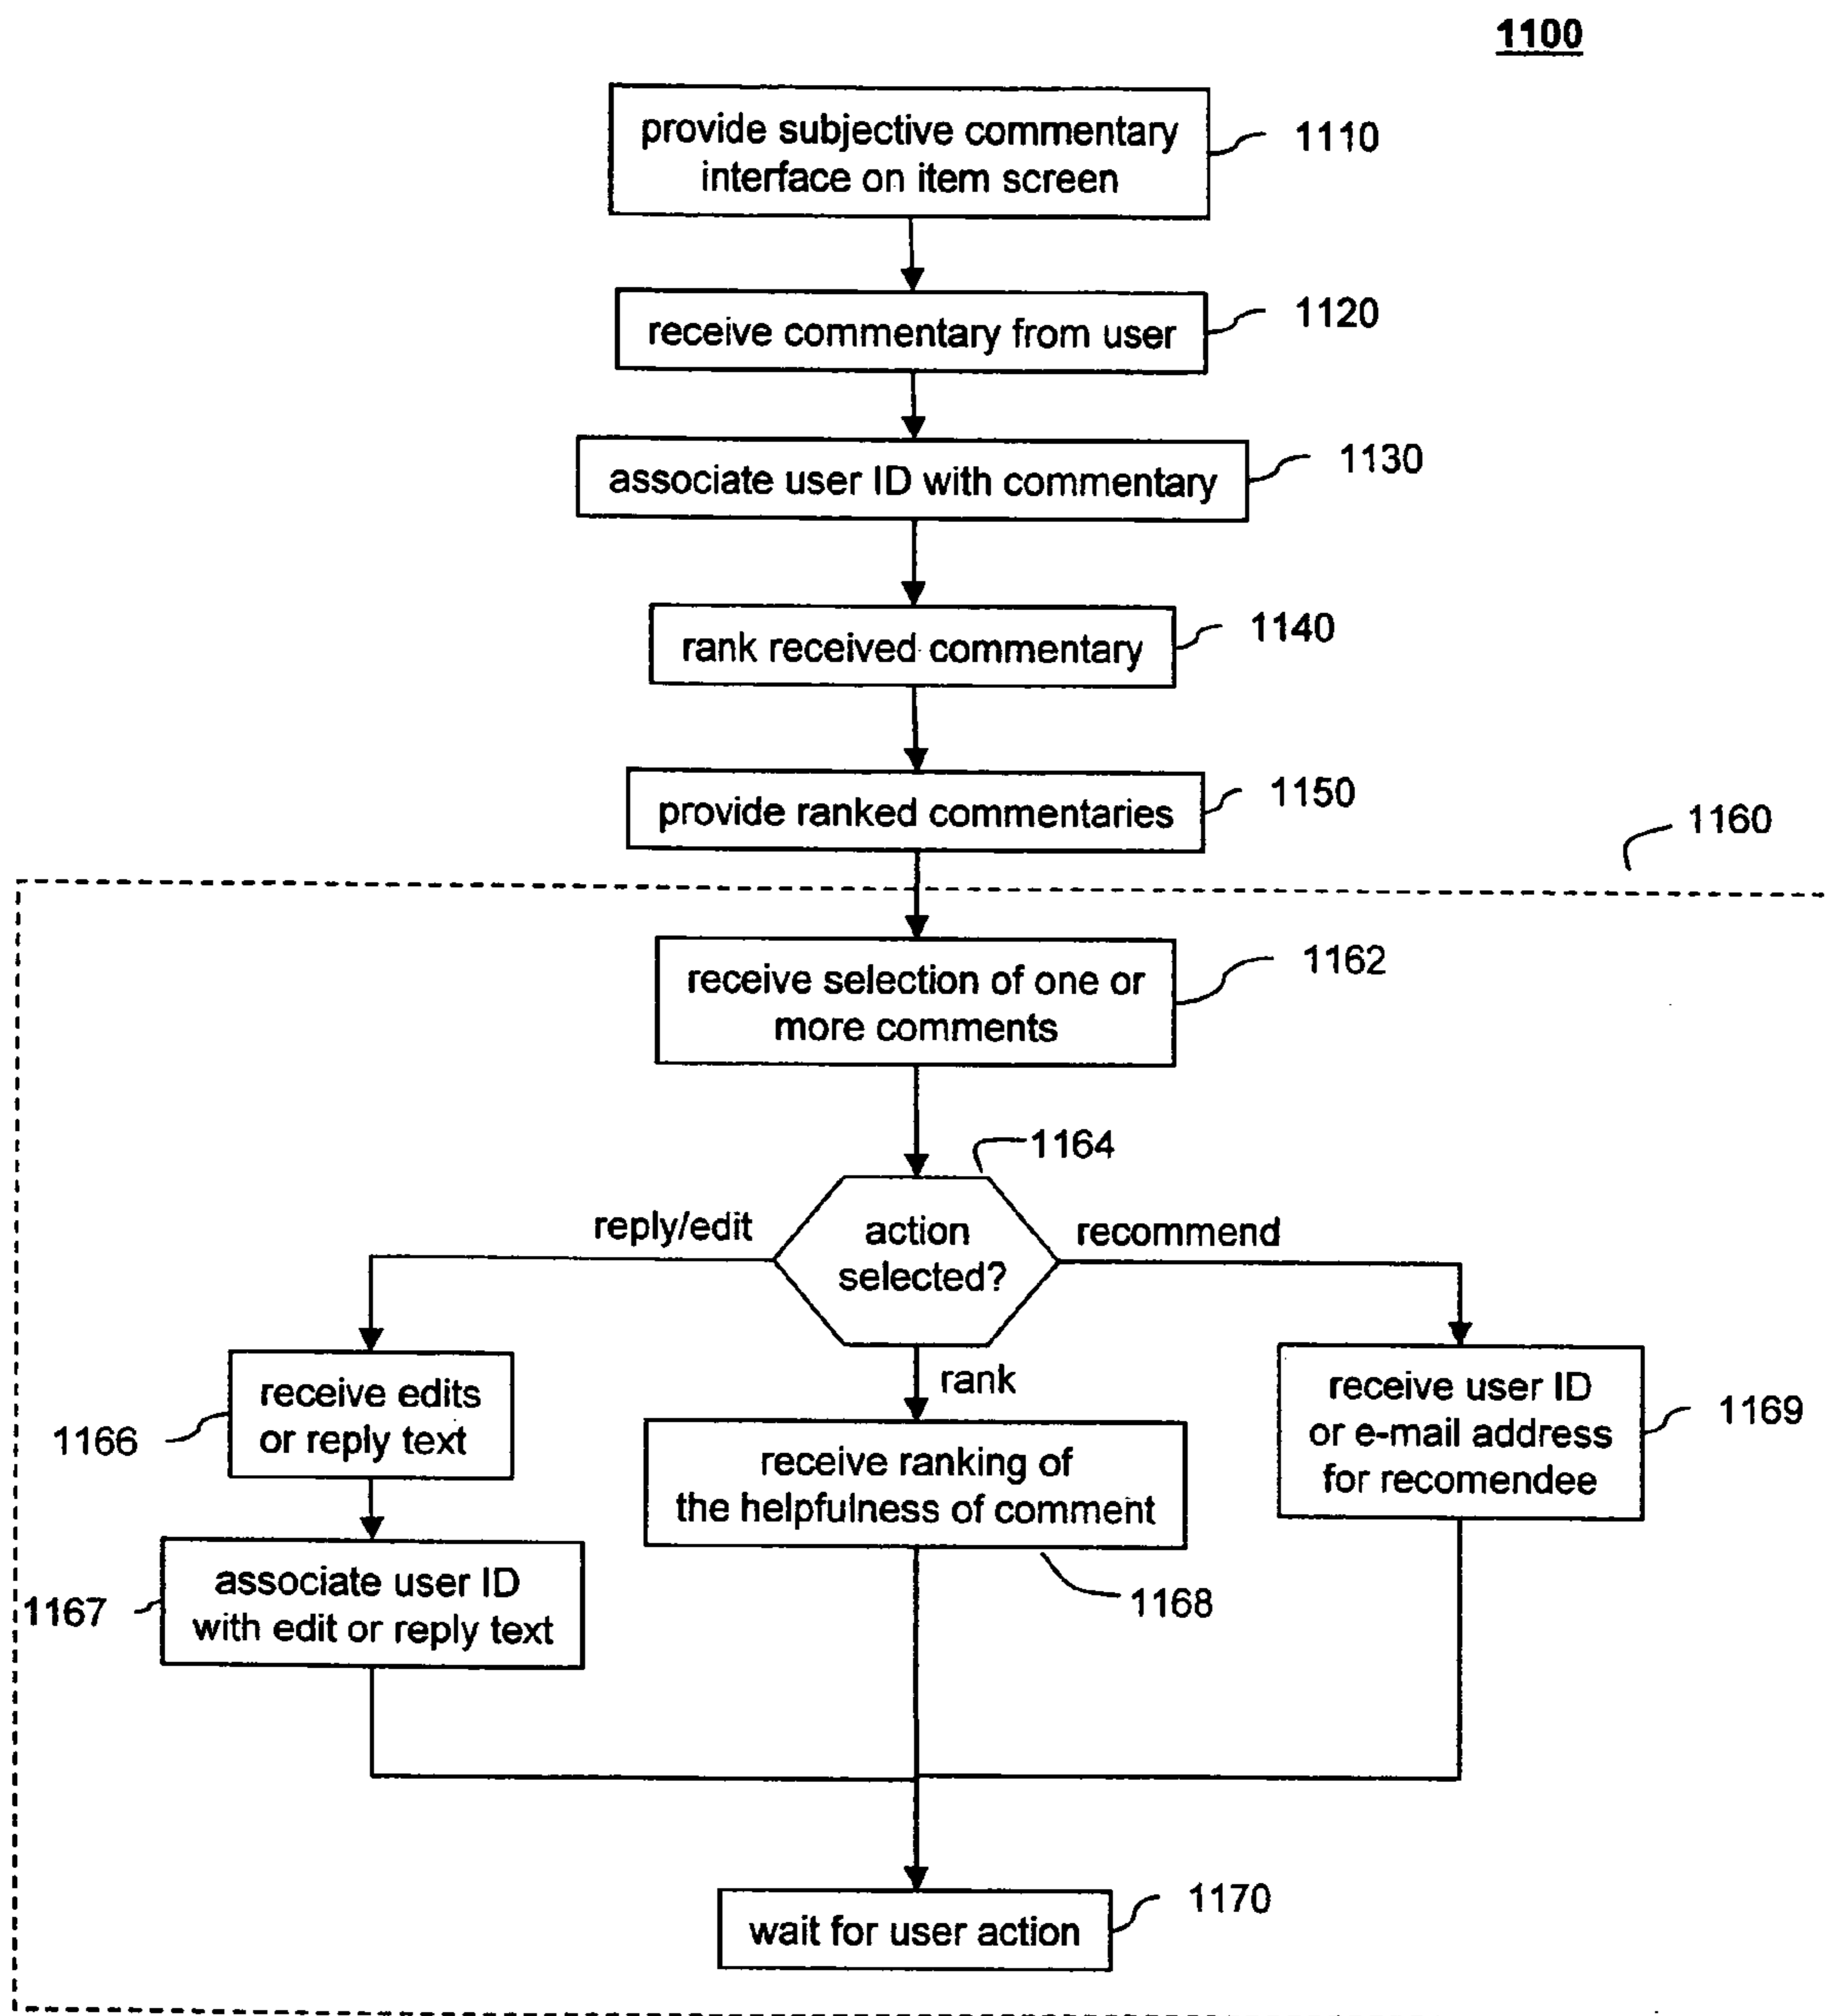 1100
provide subjective commentary
interface on item screen
1110
receive commentary from user
1120
associate user ID with commentary
1130
rank received commentary
1140
provide ranked commentaries
1150
1160
receive selection of one or
more comments
1162
1164
action
selected?
reply/edit
recommend
rank
receive edits
or reply text
1166
receive ranking of
the helpfulness of comment
1168
receive user ID
or e-mail address
for recomendee
1169
associate user ID
with edit or reply text
1167
wait for user action
1170